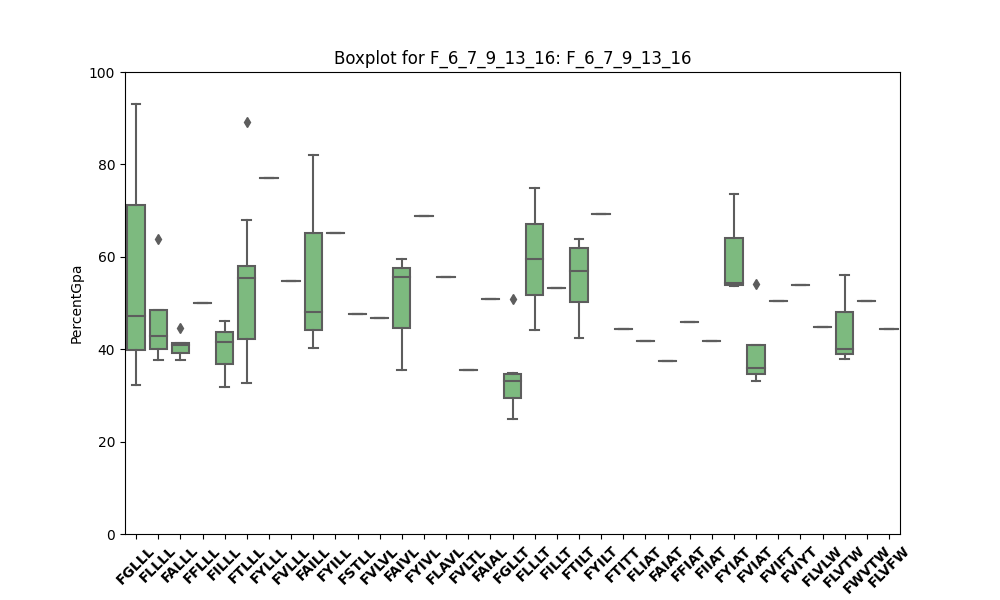 Boxplot for F_6_7_9_13_16: F_6_7_9_13_16
PercentGpa
100
80
60
40
20
0
FGLLL
FLLLL
FALLL
FFLLL
FILLL
FTLLL
FYLLL
FVLLL
FAILL
FYILL
FSTLL
FVLVL
FAIVL
FYIVL
FLAVL
FVLTL
FAIAL
FGLLT
FLLLT
FILLT
FTILT
FYILT
FTITT
FLIAT
FAIAT
FFIAT
FIIAT
FYIAT
FVIAT
FVIFT
FVIYT
FLVLW
FLVTW
FWVTW
FLVFW